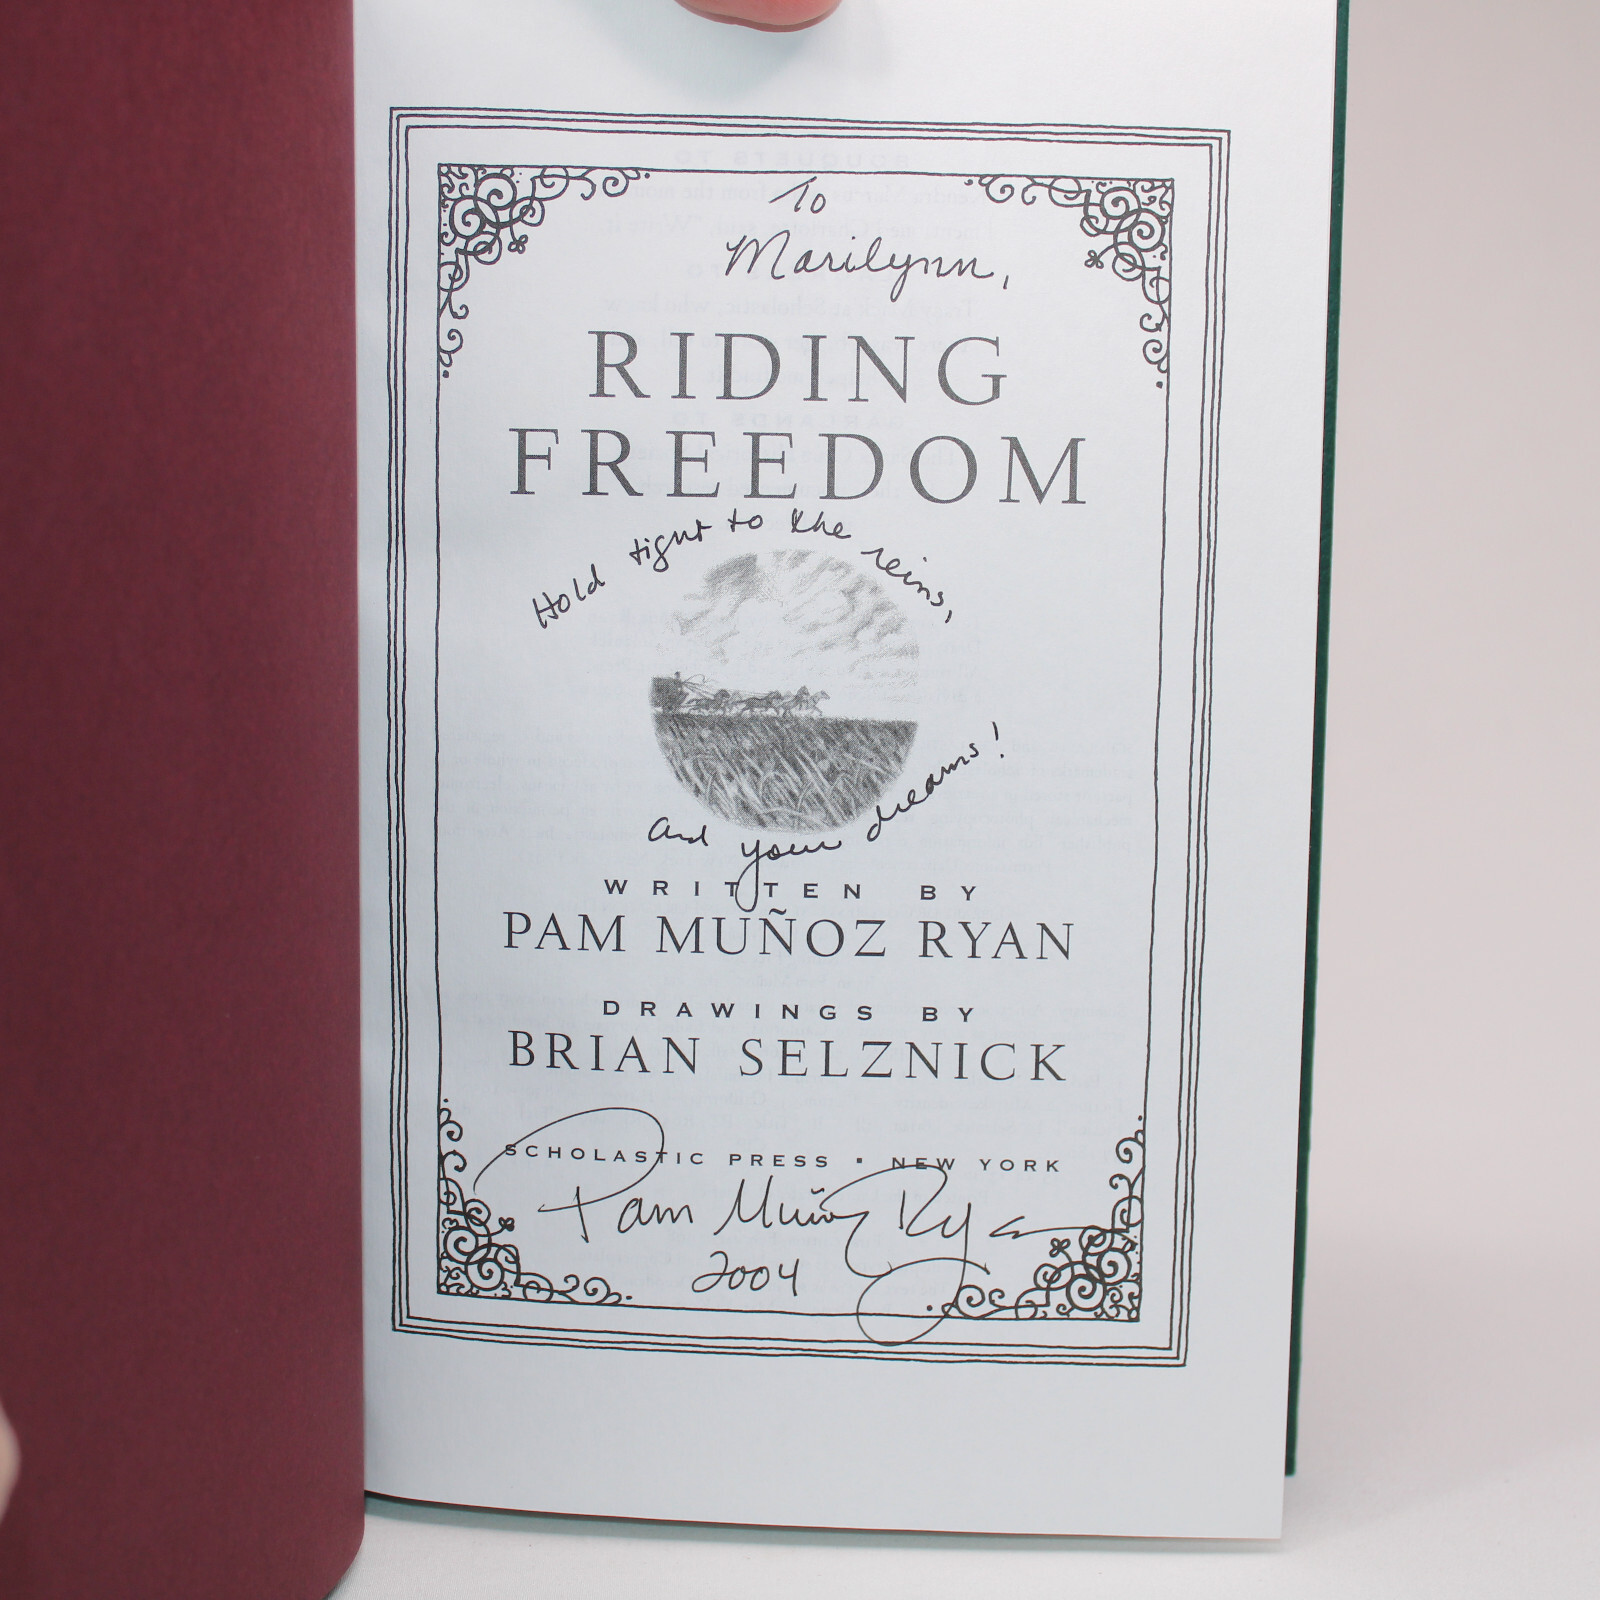 To
Marilynn,
RIDING
FREEDOM
Hold tight to the reins,
and your dreams!
WRITTEN BY
PAM MUÑOZ RYAN
DRAWINGS BY
BRIAN SELZNICK
SCHOLASTIC PRESS ▪ NEW YORK
Pam Muñoz Ryan
2004